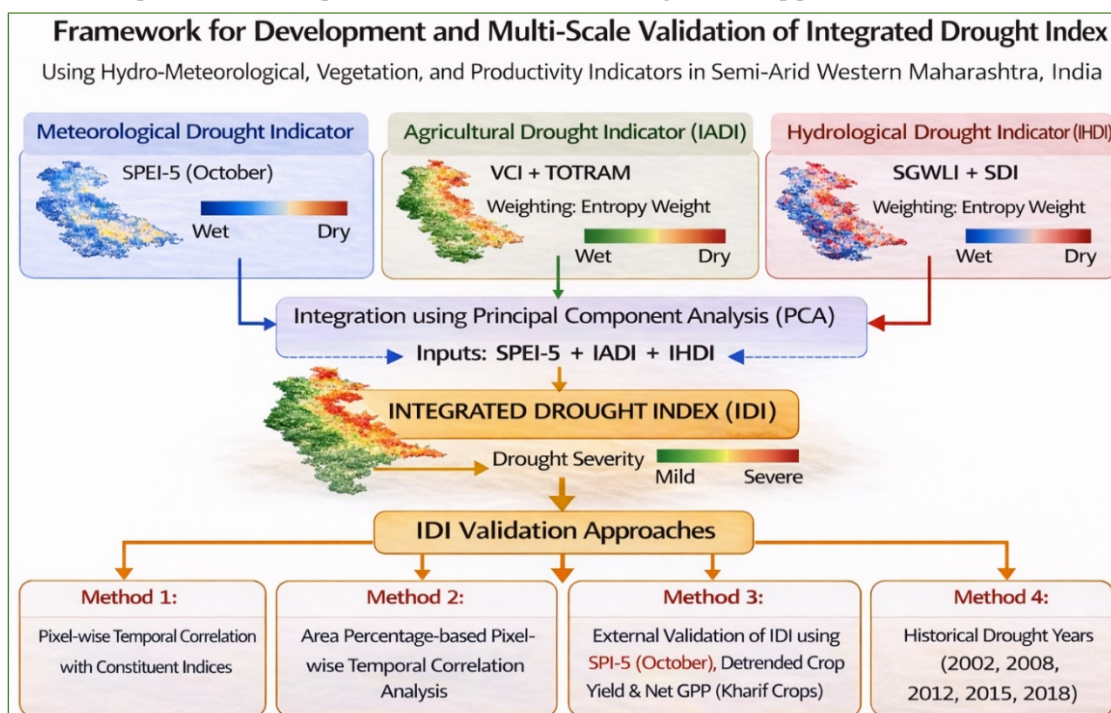 Framework for Development and Multi-Scale Validation of Integrated Drought Index
Using Hydro-Meteorological, Vegetation, and Productivity Indicators in Semi-Arid Western Maharashtra, India
Meteorological Drought Indicator
SPEI-5 (October)
Wet Dry
Agricultural Drought Indicator (IADI)
VCI + TOTRAM
Weighting: Entropy Weight
Wet Dry
Hydrological Drought Indicator (IHDI)
SGWLI + SDI
Weighting: Entropy Weight
Wet Dry
Integration using Principal Component Analysis (PCA)
Inputs: SPEI-5 + IADI + IHDI
INTEGRATED DROUGHT INDEX (IDI)
Drought Severity
Mild Severe
IDI Validation Approaches
Method 1:
Pixel-wise Temporal Correlation
with Constituent Indices
Method 2:
Area Percentage-based Pixel-
wise Temporal Correlation
Analysis
Method 3:
External Validation of IDI using
SPI-5 (October), Detrended Crop
Yield & Net GPP (Kharif Crops)
Method 4:
Historical Drought Years
(2002, 2008,
2012, 2015, 2018)